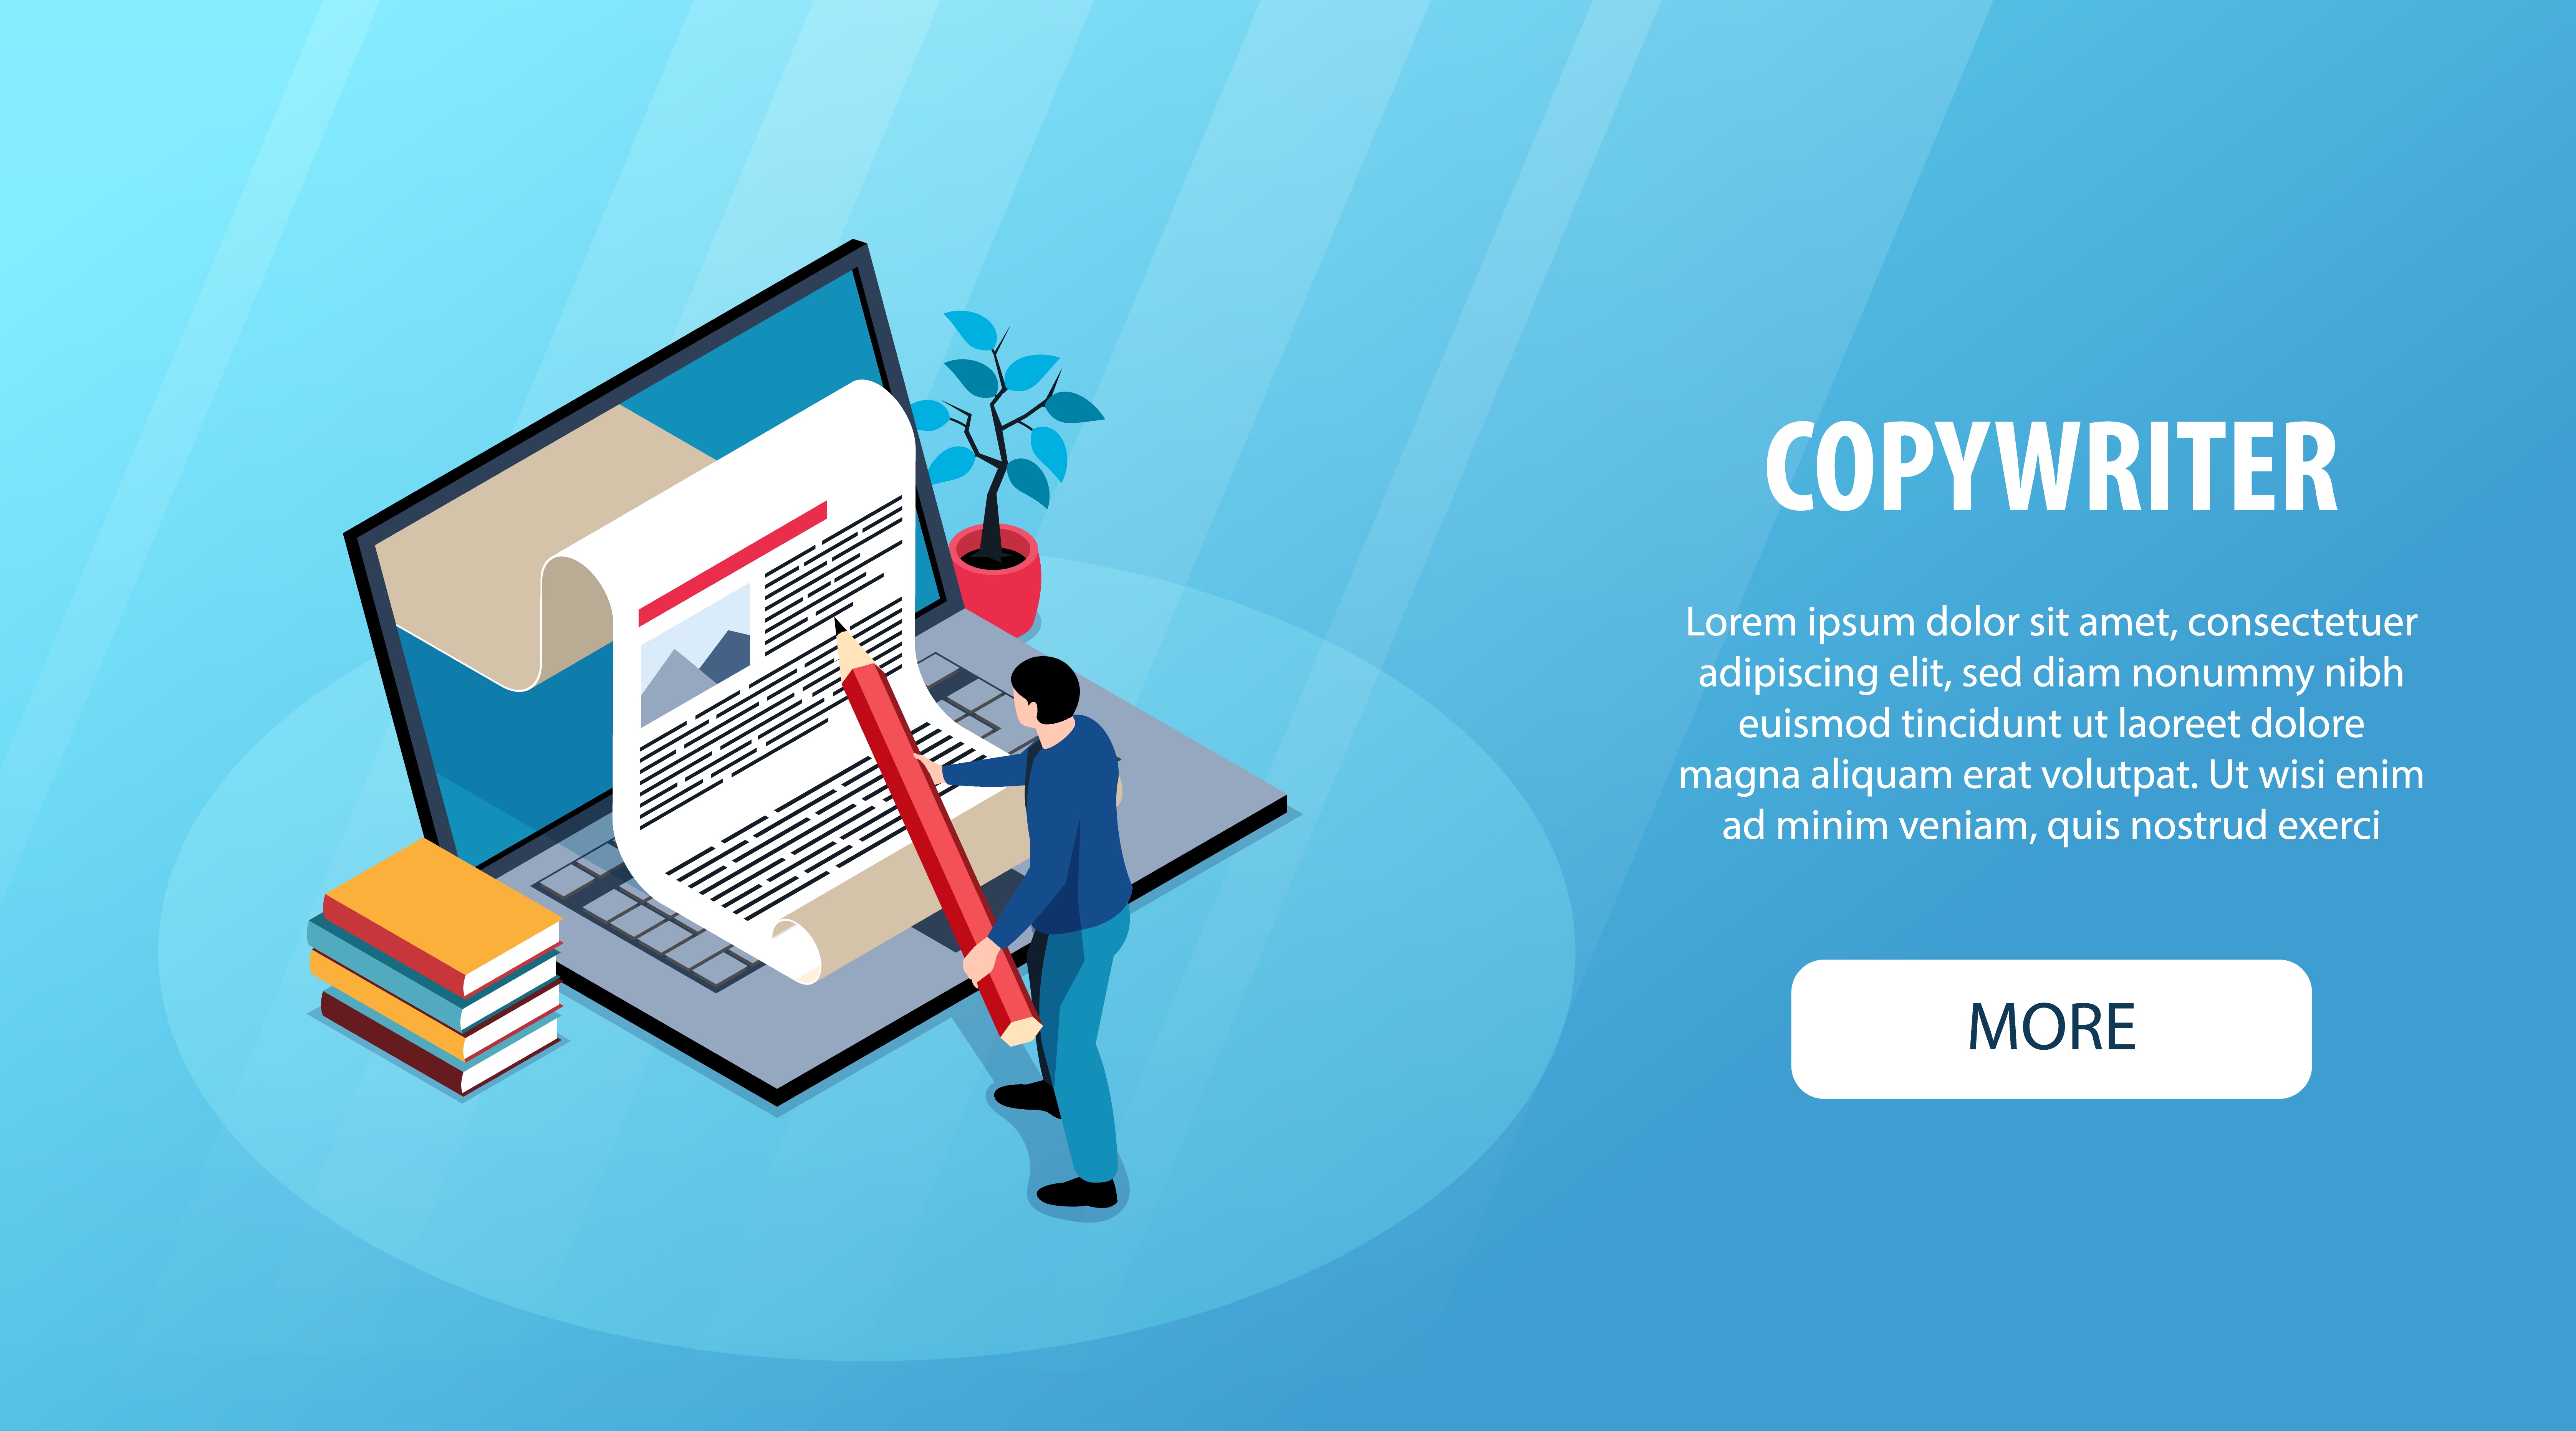 COPYWRITER
Lorem ipsum dolor sit amet, consectetuer
adipiscing elit, sed diam nonummy nibh
euismod tincidunt ut laoreet dolore
magna aliquam erat volutpat. Ut wisi enim
ad minim veniam, quis nostrud exerci
MORE